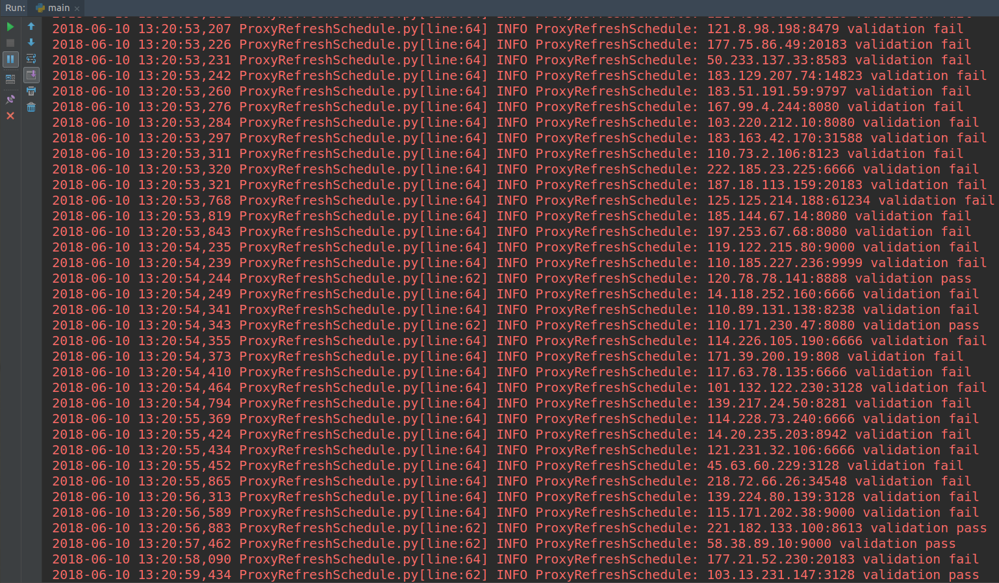 Run: main
2018-06-10 13:20:53,207 ProxyRefreshSchedule.py[line:64] INFO ProxyRefreshSchedule: 121.8.98.198:8479 validation fail
2018-06-10 13:20:53,226 ProxyRefreshSchedule.py[line:64] INFO ProxyRefreshSchedule: 177.75.86.49:20183 validation fail
2018-06-10 13:20:53,231 ProxyRefreshSchedule.py[line:64] INFO ProxyRefreshSchedule: 50.233.137.33:8583 validation fail
2018-06-10 13:20:53,242 ProxyRefreshSchedule.py[line:64] INFO ProxyRefreshSchedule: 183.129.207.74:14823 validation fail
2018-06-10 13:20:53,260 ProxyRefreshSchedule.py[line:64] INFO ProxyRefreshSchedule: 183.51.191.59:9797 validation fail
2018-06-10 13:20:53,276 ProxyRefreshSchedule.py[line:64] INFO ProxyRefreshSchedule: 167.99.4.244:8080 validation fail
2018-06-10 13:20:53,284 ProxyRefreshSchedule.py[line:64] INFO ProxyRefreshSchedule: 103.220.212.10:8080 validation fail
2018-06-10 13:20:53,297 ProxyRefreshSchedule.py[line:64] INFO ProxyRefreshSchedule: 183.163.42.170:31588 validation fail
2018-06-10 13:20:53,311 ProxyRefreshSchedule.py[line:64] INFO ProxyRefreshSchedule: 110.73.2.106:8123 validation fail
2018-06-10 13:20:53,320 ProxyRefreshSchedule.py[line:64] INFO ProxyRefreshSchedule: 222.185.23.225:6666 validation fail
2018-06-10 13:20:53,321 ProxyRefreshSchedule.py[line:64] INFO ProxyRefreshSchedule: 187.18.113.159:20183 validation fail
2018-06-10 13:20:53,768 ProxyRefreshSchedule.py[line:64] INFO ProxyRefreshSchedule: 125.125.214.188:61234 validation fail
2018-06-10 13:20:53,819 ProxyRefreshSchedule.py[line:64] INFO ProxyRefreshSchedule: 185.144.67.14:8080 validation fail
2018-06-10 13:20:53,843 ProxyRefreshSchedule.py[line:64] INFO ProxyRefreshSchedule: 197.253.67.68:8080 validation fail
2018-06-10 13:20:54,235 ProxyRefreshSchedule.py[line:64] INFO ProxyRefreshSchedule: 119.122.215.80:9000 validation fail
2018-06-10 13:20:54,239 ProxyRefreshSchedule.py[line:64] INFO ProxyRefreshSchedule: 110.185.227.236:9999 validation fail
2018-06-10 13:20:54,244 ProxyRefreshSchedule.py[line:62] INFO ProxyRefreshSchedule: 120.78.78.141:8888 validation pass
2018-06-10 13:20:54,249 ProxyRefreshSchedule.py[line:64] INFO ProxyRefreshSchedule: 14.118.252.160:6666 validation fail
2018-06-10 13:20:54,341 ProxyRefreshSchedule.py[line:64] INFO ProxyRefreshSchedule: 110.89.131.138:8238 validation fail
2018-06-10 13:20:54,343 ProxyRefreshSchedule.py[line:62] INFO ProxyRefreshSchedule: 110.171.230.47:8080 validation pass
2018-06-10 13:20:54,355 ProxyRefreshSchedule.py[line:64] INFO ProxyRefreshSchedule: 114.226.105.190:6666 validation fail
2018-06-10 13:20:54,373 ProxyRefreshSchedule.py[line:64] INFO ProxyRefreshSchedule: 171.39.200.19:808 validation fail
2018-06-10 13:20:54,410 ProxyRefreshSchedule.py[line:64] INFO ProxyRefreshSchedule: 117.63.78.135:6666 validation fail
2018-06-10 13:20:54,464 ProxyRefreshSchedule.py[line:64] INFO ProxyRefreshSchedule: 101.132.122.230:3128 validation fail
2018-06-10 13:20:54,794 ProxyRefreshSchedule.py[line:64] INFO ProxyRefreshSchedule: 139.217.24.50:8281 validation fail
2018-06-10 13:20:55,369 ProxyRefreshSchedule.py[line:64] INFO ProxyRefreshSchedule: 114.228.73.240:6666 validation fail
2018-06-10 13:20:55,424 ProxyRefreshSchedule.py[line:64] INFO ProxyRefreshSchedule: 14.20.235.203:8942 validation fail
2018-06-10 13:20:55,434 ProxyRefreshSchedule.py[line:64] INFO ProxyRefreshSchedule: 121.231.32.106:6666 validation fail
2018-06-10 13:20:55,452 ProxyRefreshSchedule.py[line:64] INFO ProxyRefreshSchedule: 45.63.60.229:3128 validation fail
2018-06-10 13:20:55,865 ProxyRefreshSchedule.py[line:64] INFO ProxyRefreshSchedule: 218.72.66.26:34548 validation fail
2018-06-10 13:20:56,313 ProxyRefreshSchedule.py[line:64] INFO ProxyRefreshSchedule: 139.224.80.139:3128 validation fail
2018-06-10 13:20:56,589 ProxyRefreshSchedule.py[line:64] INFO ProxyRefreshSchedule: 115.171.202.38:9000 validation fail
2018-06-10 13:20:56,883 ProxyRefreshSchedule.py[line:62] INFO ProxyRefreshSchedule: 221.182.133.100:8613 validation pass
2018-06-10 13:20:57,462 ProxyRefreshSchedule.py[line:62] INFO ProxyRefreshSchedule: 58.38.89.10:9000 validation pass
2018-06-10 13:20:58,090 ProxyRefreshSchedule.py[line:64] INFO ProxyRefreshSchedule: 177.21.52.230:20183 validation fail
2018-06-10 13:20:59,434 ProxyRefreshSchedule.py[line:62] INFO ProxyRefreshSchedule: 103.13.231.147:3128 validation pass